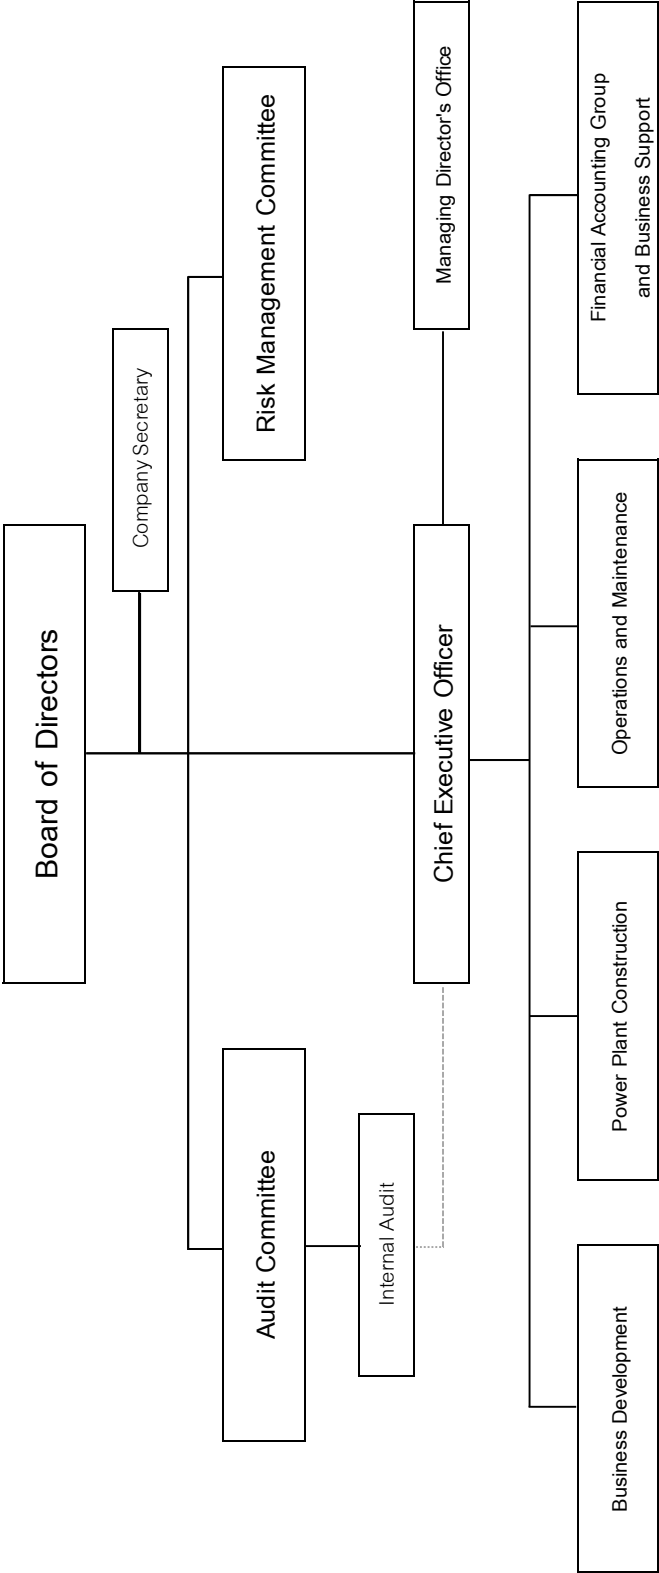 Board of Directors
Company Secretary
Audit Committee
Risk Management Committee
Internal Audit
Chief Executive Officer
Managing Director's Office
Business Development
Power Plant Construction
Operations and Maintenance
Financial Accounting Group
and Business Support